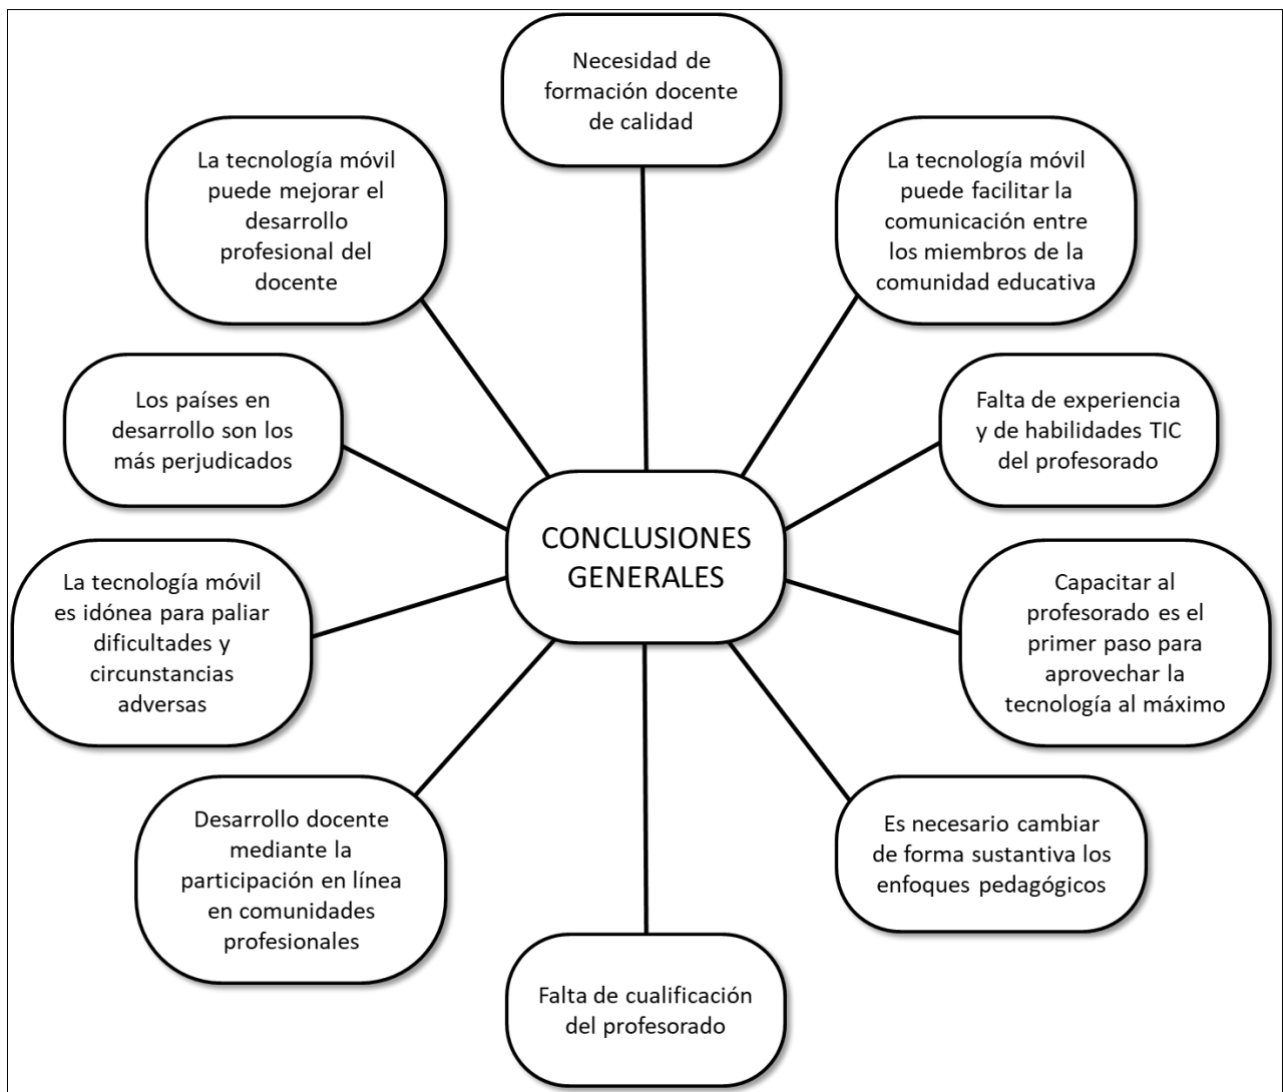 Necesidad de
formación docente
de calidad
La tecnología móvil
puede mejorar el
desarrollo
profesional del
docente
La tecnología móvil
puede facilitar la
comunicación entre
los miembros de la
comunidad educativa
Los países en
desarrollo son los
más perjudicados
Falta de experiencia
y de habilidades TIC
del profesorado
CONCLUSIONES
GENERALES
La tecnología móvil
es idónea para paliar
dificultades y
circunstancias
adversas
Capacitar al
profesorado es el
primer paso para
aprovechar la
tecnología al máximo
Desarrollo docente
mediante la
participación en línea
en comunidades
profesionales
Es necesario cambiar
de forma sustantiva los
enfoques pedagógicos
Falta de cualificación
del profesorado